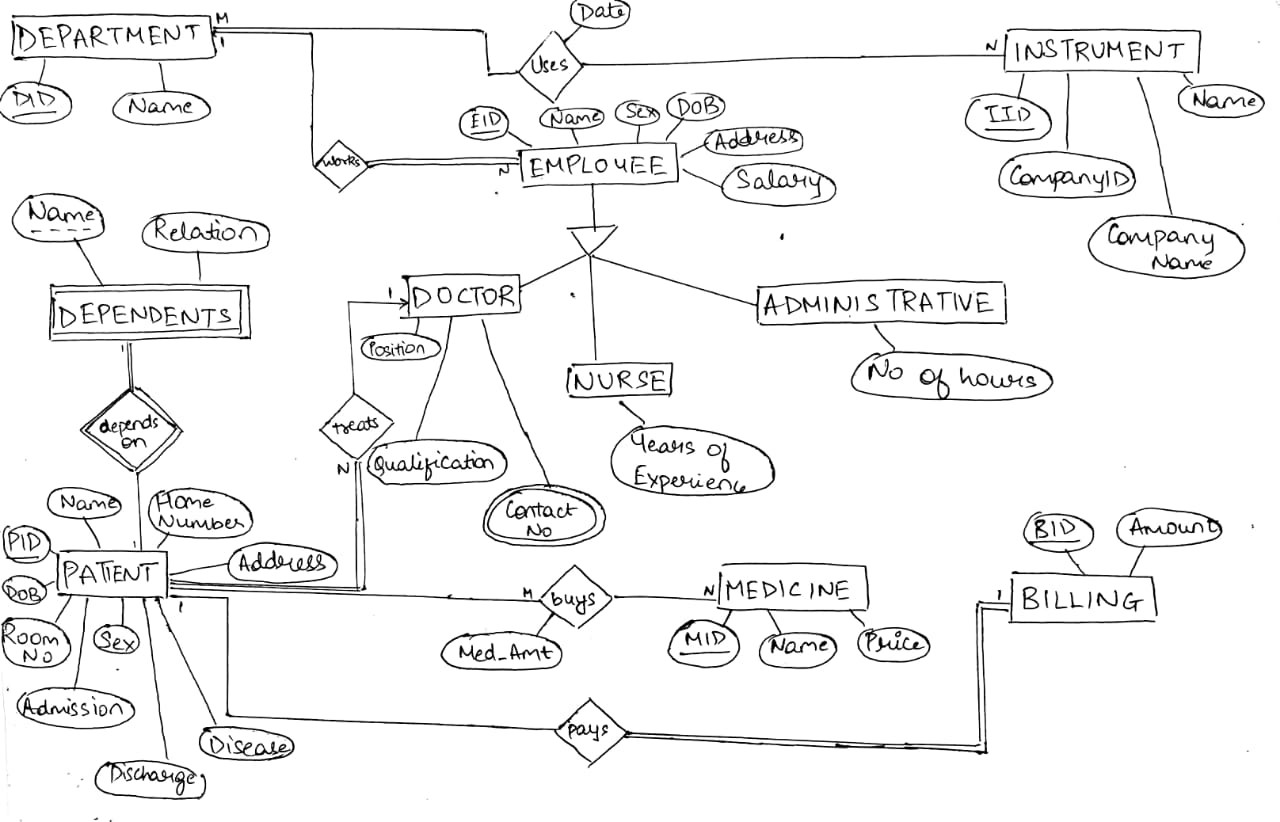 Date
M
DEPARTMENT
1
Uses
N
INSTRUMENT
DID
Name
EID
Name
Sex
DOB
Address
Salary
IID
Name
CompanyID
Company
Name
works
N
EMPLOYEE
Name
Relation
DEPENDENTS
1
DOCTOR
ADMINISTRATIVE
Position
No of hours
NURSE
1
depends
on
treats
N
Qualification
Years of
Experience
Contact
No
Name
Home
Number
PID
1
PATIENT
Address
DOB
1
Room
No
Sex
Admission
Discharge
Disease
M
buys
N
MEDICINE
Med_Amt
MID
Name
Price
BID
Amount
1
BILLING
pays